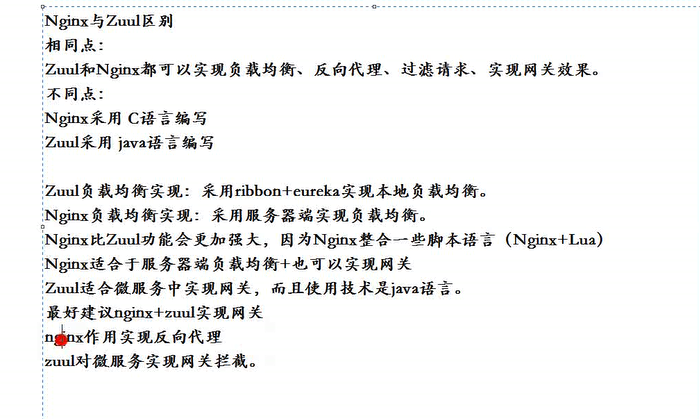 Nginx与Zuul区别
相同点：
Zuul和Nginx都可以实现负载均衡、反向代理、过滤请求、实现网关效果。
不同点：
Nginx采用 C语言编写
Zuul采用 java语言编写
Zuul负载均衡实现：采用ribbon+eureka实现本地负载均衡。
Nginx负载均衡实现：采用服务器端实现负载均衡。
Nginx比Zuul功能会更加强大，因为Nginx整合一些脚本语言（Nginx+Lua）
Nginx适合于服务器端负载均衡+也可以实现网关
Zuul适合微服务中实现网关，而且使用技术是java语言。
最好建议nginx+zuul实现网关
nginx作用实现反向代理
zuul对微服务实现网关拦截。